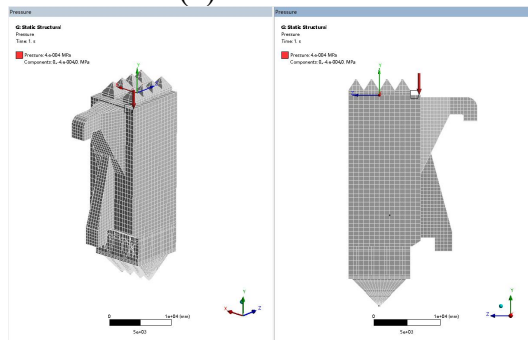 Pressure
G: Static Structural
Pressure
Time: 1. s
Pressure: 4.e-004 MPa
Components: 0.,-4.e-004,0. MPa
Y
X
Z
0
1e+04 (mm)
5e+03
Pressure
G: Static Structural
Pressure
Time: 1. s
Pressure: 4.e-004 MPa
Components: 0.,-4.e-004,0. MPa
Y
Z
X
0
1e+04 (mm)
5e+03